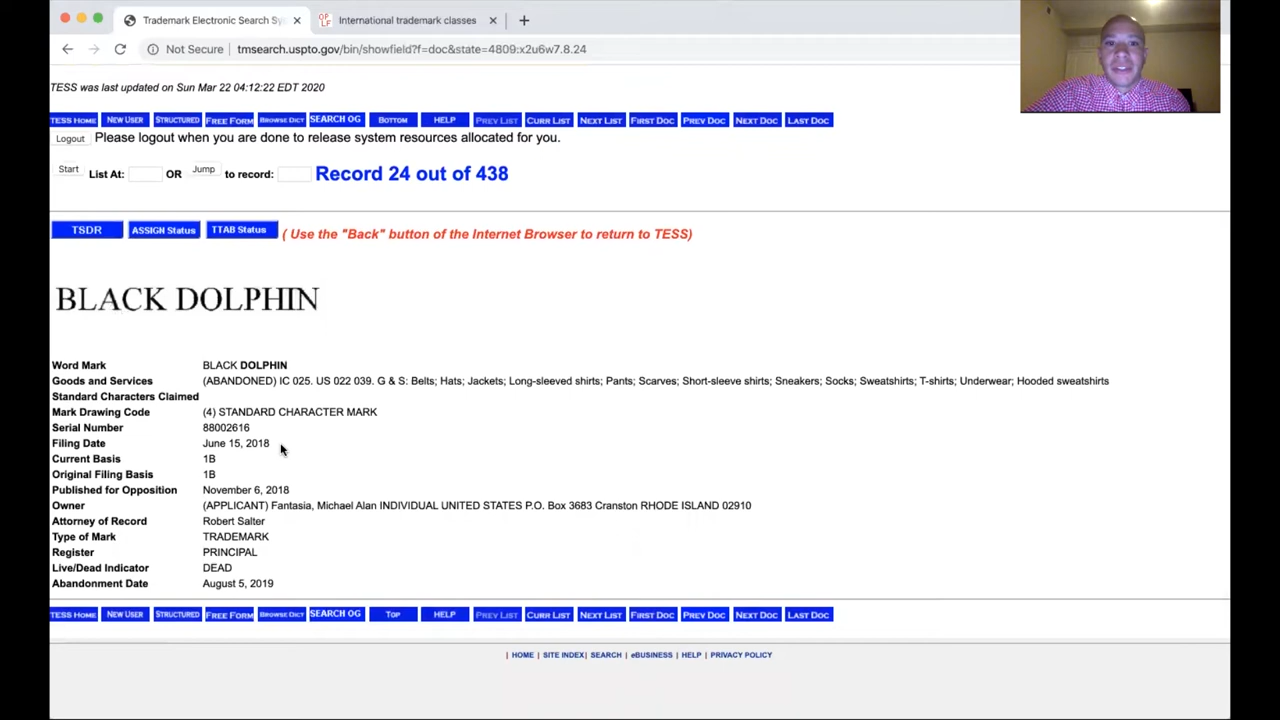 Trademark Electronic Search Sy
International trademark classes
Not Secure tmsearch.uspto.gov/bin/showfield?f=doc&state=4809:x2u6w7.8.24
TESS was last updated on Sun Mar 22 04:12:22 EDT 2020
TESS HOME NEW USER STRUCTURED FREE FORM BROWSE DICT SEARCH OG BOTTOM HELP PREV LIST CURR LIST NEXT LIST FIRST DOC PREV DOC NEXT DOC LAST DOC
Logout Please logout when you are done to release system resources allocated for you.
Start List At: OR Jump to record: Record 24 out of 438
TSDR ASSIGN Status TTAB Status ( Use the "Back" button of the Internet Browser to return to TESS)
BLACK DOLPHIN
Word Mark BLACK DOLPHIN
Goods and Services (ABANDONED) IC 025. US 022 039. G & S: Belts; Hats; Jackets; Long-sleeved shirts; Pants; Scarves; Short-sleeve shirts; Sneakers; Socks; Sweatshirts; T-shirts; Underwear; Hooded sweatshirts
Standard Characters Claimed
Mark Drawing Code (4) STANDARD CHARACTER MARK
Serial Number 88002616
Filing Date June 15, 2018
Current Basis 1B
Original Filing Basis 1B
Published for Opposition November 6, 2018
Owner (APPLICANT) Fantasia, Michael Alan INDIVIDUAL UNITED STATES P.O. Box 3683 Cranston RHODE ISLAND 02910
Attorney of Record Robert Salter
Type of Mark TRADEMARK
Register PRINCIPAL
Live/Dead Indicator DEAD
Abandonment Date August 5, 2019
TESS HOME NEW USER STRUCTURED FREE FORM BROWSE DICT SEARCH OG TOP HELP PREV LIST CURR LIST NEXT LIST FIRST DOC PREV DOC NEXT DOC LAST DOC
| HOME | SITE INDEX| SEARCH | eBUSINESS | HELP | PRIVACY POLICY